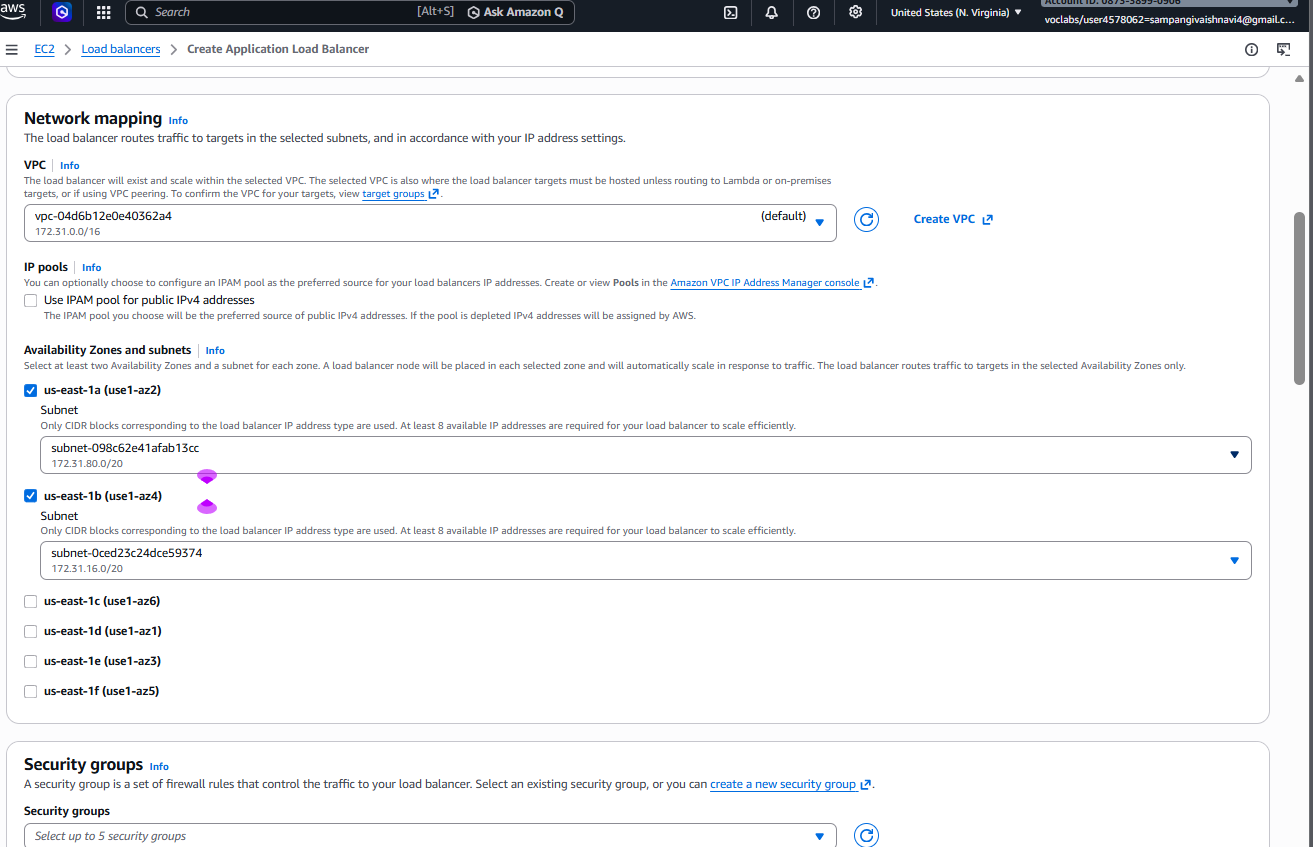 aws
Search [Alt+S] Ask Amazon Q United States (N. Virginia)
voclabs/user4578062=sampangivaishnavi4@gmail.c...
EC2 Load balancers Create Application Load Balancer
Network mapping Info
The load balancer routes traffic to targets in the selected subnets, and in accordance with your IP address settings.
VPC Info
The load balancer will exist and scale within the selected VPC. The selected VPC is also where the load balancer targets must be hosted unless routing to Lambda or on-premises
targets, or if using VPC peering. To confirm the VPC for your targets, view target groups.
vpc-04d6b12e0e40362a4 (default)
172.31.0.0/16
Create VPC
IP pools Info
You can optionally choose to configure an IPAM pool as the preferred source for your load balancers IP addresses. Create or view Pools in the Amazon VPC IP Address Manager console.
Use IPAM pool for public IPv4 addresses
The IPAM pool you choose will be the preferred source of public IPv4 addresses. If the pool is depleted IPv4 addresses will be assigned by AWS.
Availability Zones and subnets Info
Select at least two Availability Zones and a subnet for each zone. A load balancer node will be placed in each selected zone and will automatically scale in response to traffic. The load balancer routes traffic to targets in the selected Availability Zones only.
us-east-1a (use1-az2)
Subnet
Only CIDR blocks corresponding to the load balancer IP address type are used. At least 8 available IP addresses are required for your load balancer to scale efficiently.
subnet-098c62e41afab13cc
172.31.80.0/20
us-east-1b (use1-az4)
Subnet
Only CIDR blocks corresponding to the load balancer IP address type are used. At least 8 available IP addresses are required for your load balancer to scale efficiently.
subnet-0ced23c24dce59374
172.31.16.0/20
us-east-1c (use1-az6)
us-east-1d (use1-az1)
us-east-1e (use1-az3)
us-east-1f (use1-az5)
Security groups Info
A security group is a set of firewall rules that control the traffic to your load balancer. Select an existing security group, or you can create a new security group.
Security groups
Select up to 5 security groups